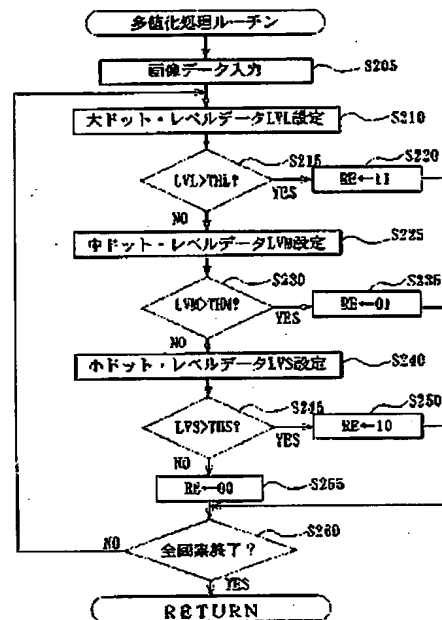 多値化処理ルーチン
画像データ入力
S205
大ドット・レベルデータLVL設定
S210
LVL>THL?
S215
YES
NO
RE←11
S220
中ドット・レベルデータLVM設定
S225
LVM>THM?
S230
YES
NO
RE←01
S235
小ドット・レベルデータLVS設定
S240
LVS>THS?
S245
YES
NO
RE←10
S250
RE←00
S255
全画素終了?
S260
NO
YES
RETURN